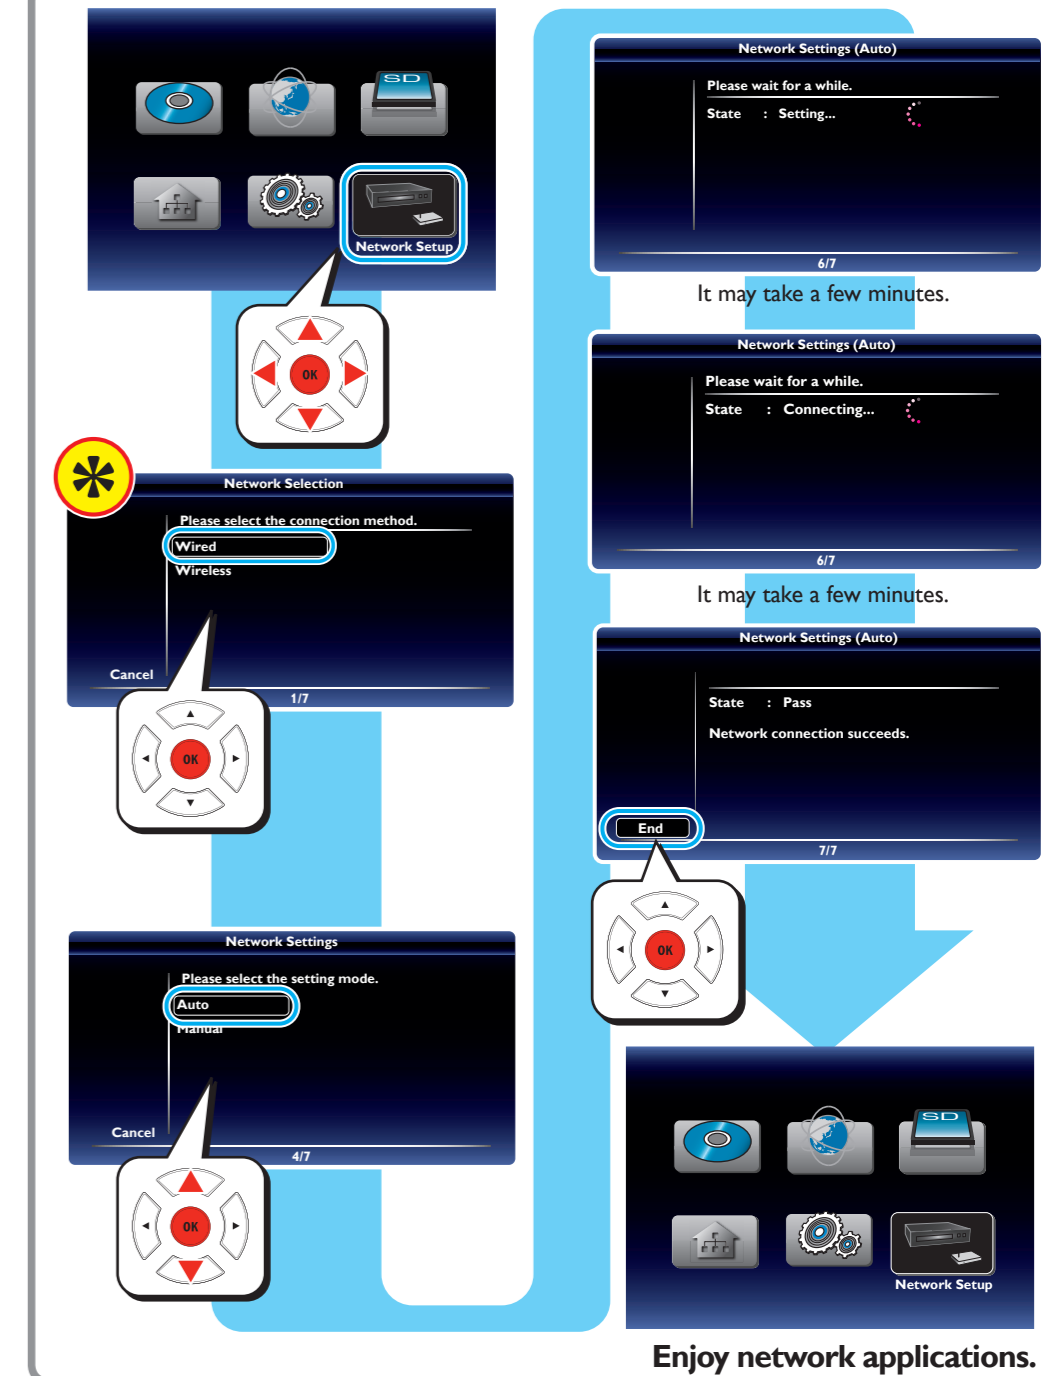 SD
Network Setup
OK
Network Selection
Please select the connection method.
Wired
Wireless
Cancel
1/7
OK
Network Settings
Please select the setting mode.
Auto
Manual
Cancel
4/7
OK
Network Settings (Auto)
Please wait for a while.
State : Setting...
6/7
It may take a few minutes.
Network Settings (Auto)
Please wait for a while.
State : Connecting...
6/7
It may take a few minutes.
Network Settings (Auto)
State : Pass
Network connection succeeds.
End
7/7
OK
SD
Network Setup
Enjoy network applications.